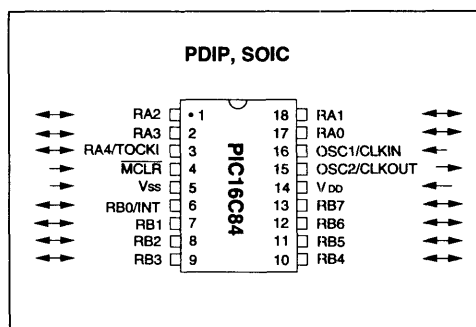 PDIP, SOIC
RA2 • 1 18 RA1
RA3 2 17 RA0
RA4/TOCKI 3 16 OSC1/CLKIN
MCLR 4 15 OSC2/CLKOUT
Vss 5 14 VDD
RB0/INT 6 13 RB7
RB1 7 12 RB6
RB2 8 11 RB5
RB3 9 10 RB4
PIC16C84